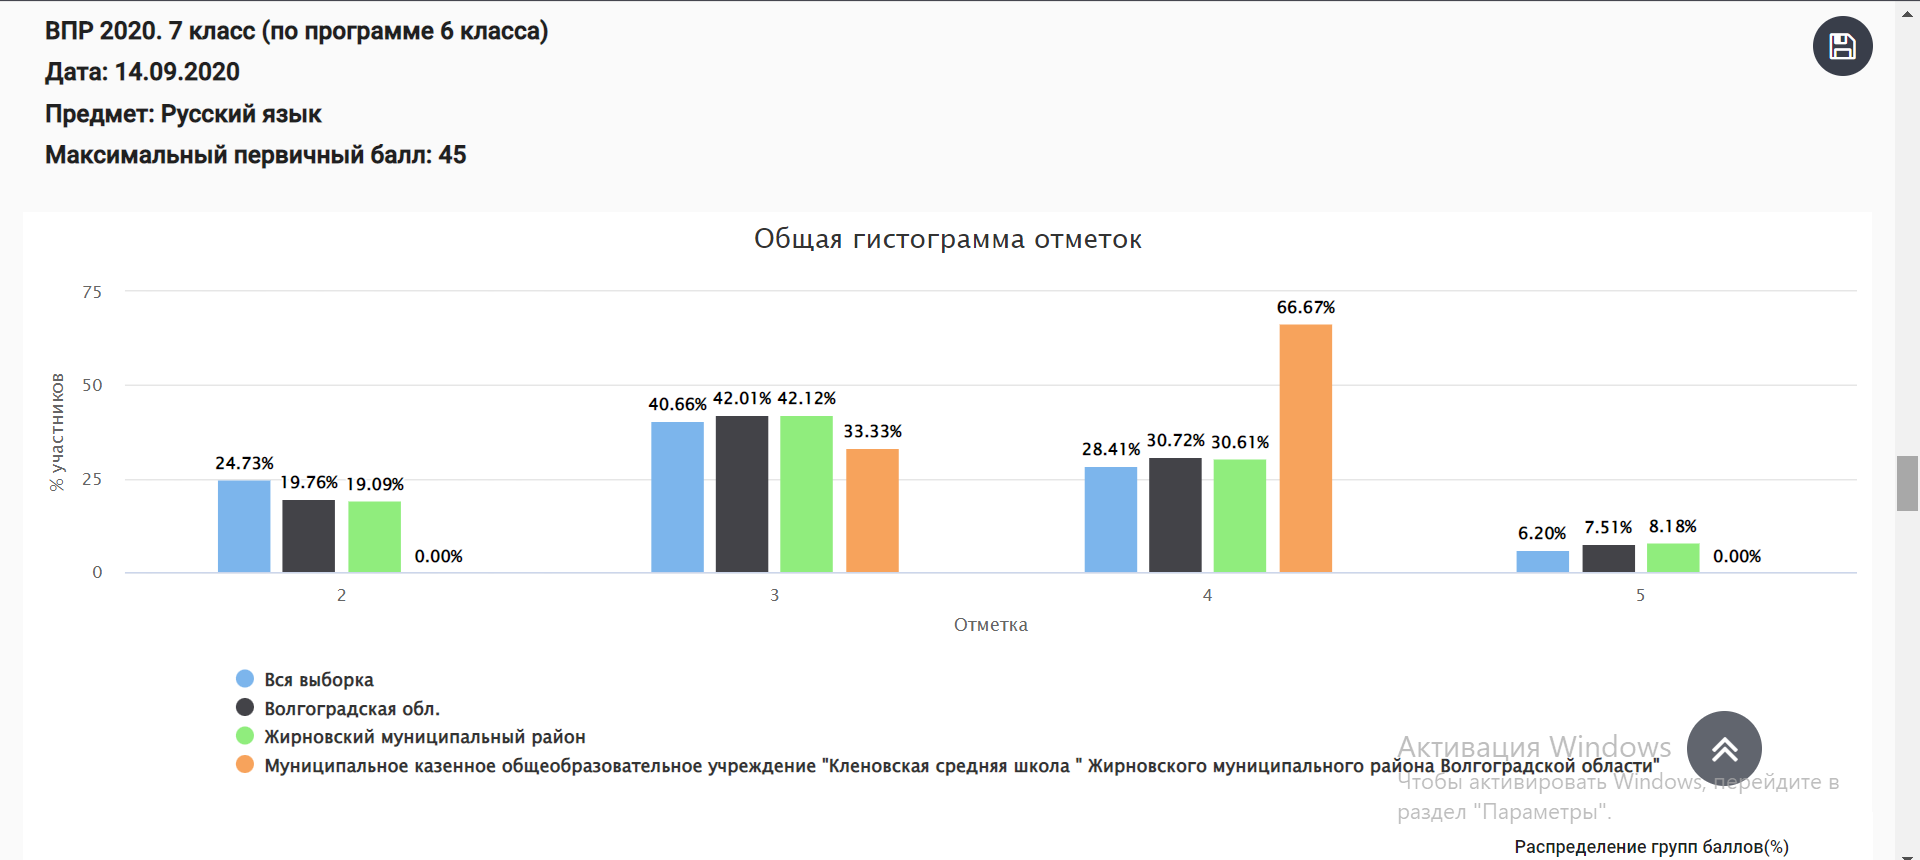 ВПР 2020. 7 класс (по программе 6 класса)
Дата: 14.09.2020
Предмет: Русский язык
Максимальный первичный балл: 45
Общая гистограмма отметок
75
50
25
0
% участников
24.73% 19.76% 19.09% 0.00%
40.66% 42.01% 42.12% 33.33%
28.41% 30.72% 30.61% 66.67%
6.20% 7.51% 8.18% 0.00%
2 3 4 5
Отметка
Вся выборка
Волгоградская обл.
Жирновский муниципальный район
Муниципальное казенное общеобразовательное учреждение "Кленовская средняя школа " Жирновского муниципального района Волгоградской области"
Активация Windows
Чтобы активировать Windows, перейдите в
раздел "Параметры".
Распределение групп баллов(%)